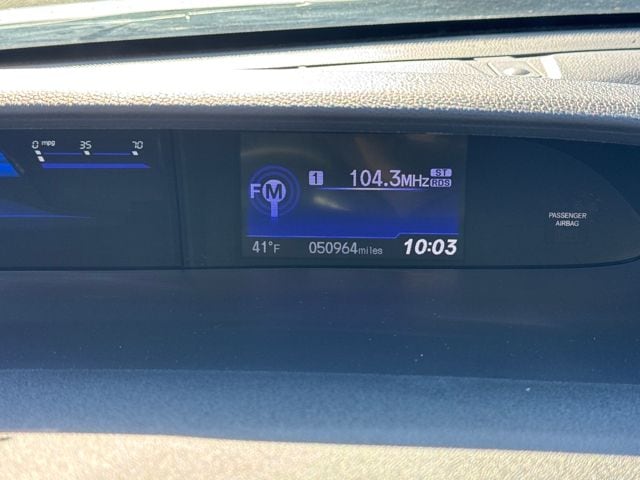 0 mpg 35 70
FM 1 104.3MHz ST RDS
41°F 050964miles 10:03
PASSENGER
AIRBAG